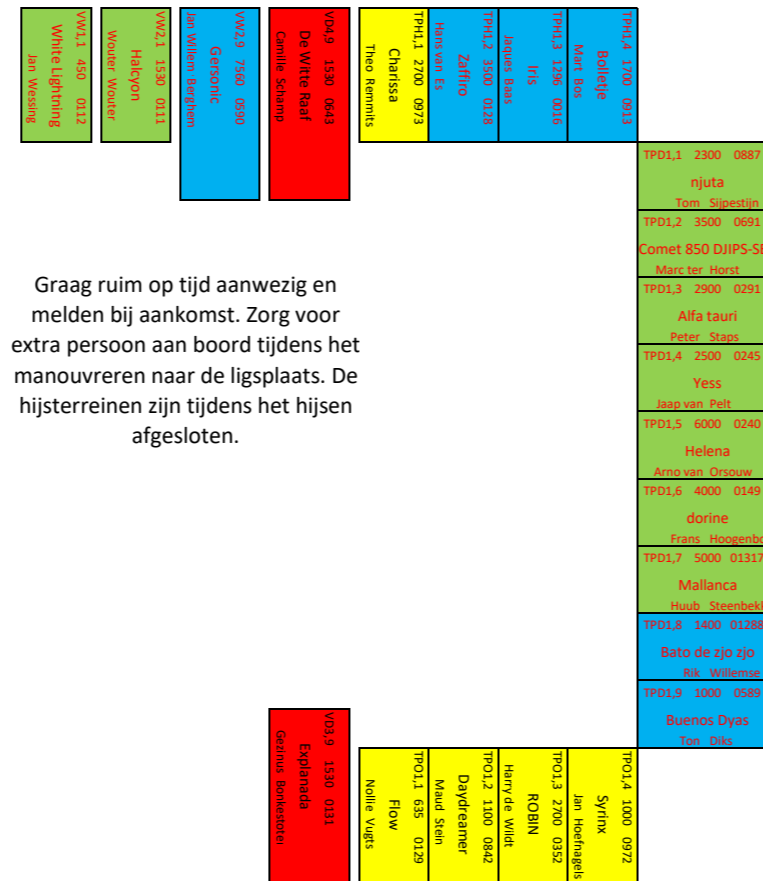 VW1,1 450 0112
White Lightning
Jan Wessing
VW2,1 1530 0111
Halcyon
Wouter Wouter
VW2,9 7560 0590
Gersonic
Jan Willem Berghem
VD4,9 1530 0643
De Witte Raaf
Camille Schamp
TPH1,1 2700 0973
Charissa
Theo Remmits
TPH1,2 3500 0128
Zaffiro
Hans van Es
TPH1,3 1296 0016
Iris
Jaques Baas
TPH1,4 1700 0913
Bolletje
Mart Bos
TPD1,1 2300 0887
njuta
Tom Sijpestijn
TPD1,2 3500 0691
Comet 850 DJIPS-SE
Marc ter Horst
TPD1,3 2900 0291
Alfa tauri
Peter Staps
TPD1,4 2500 0245
Yess
Jaap van Pelt
TPD1,5 6000 0240
Helena
Arno van Orsouw
TPD1,6 4000 0149
dorine
Frans Hoogenbo
TPD1,7 5000 01317
Mallanca
Huub Steenbekk
TPD1,8 1400 01288
Bato de zjo zjo
Rik Willemse
TPD1,9 1000 0589
Buenos Dyas
Ton Diks
Graag ruim op tijd aanwezig en
melden bij aankomst. Zorg voor
extra persoon aan boord tijdens het
manouvreren naar de ligsplaats. De
hijsterreinen zijn tijdens het hijsen
afgesloten.
VD3,9 1530 0131
Explanada
Gezinus Bonkestoter
TPO1,1 635 0129
Flow
Nollie Vugts
TPO1,2 1100 0842
Daydreamer
Maud Stein
TPO1,3 2700 0352
ROBIN
Harry de Wildt
TPO1,4 1000 0972
Syrinx
Jan Hoefnagels